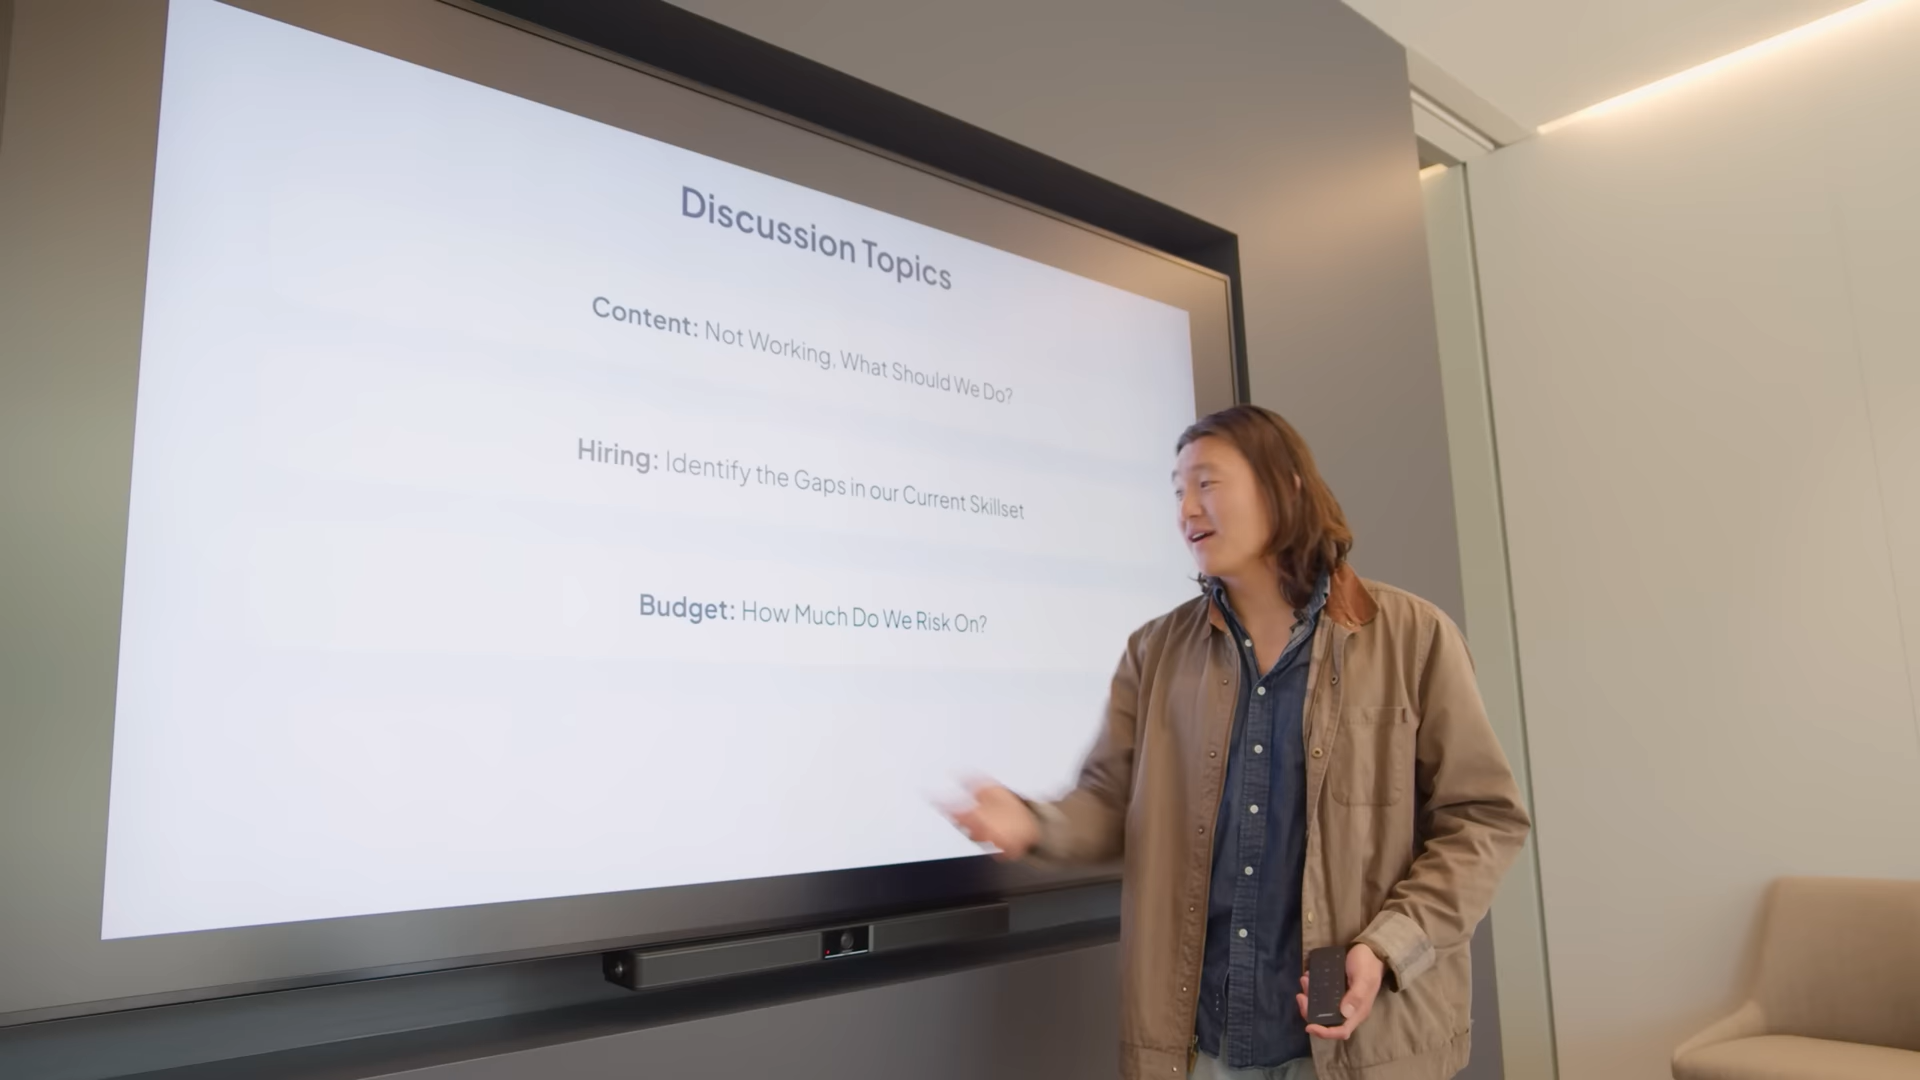 Discussion Topics
Content: Not Working, What Should We Do?
Hiring: Identify the Gaps in our Current Skillset
Budget: How Much Do We Risk On?